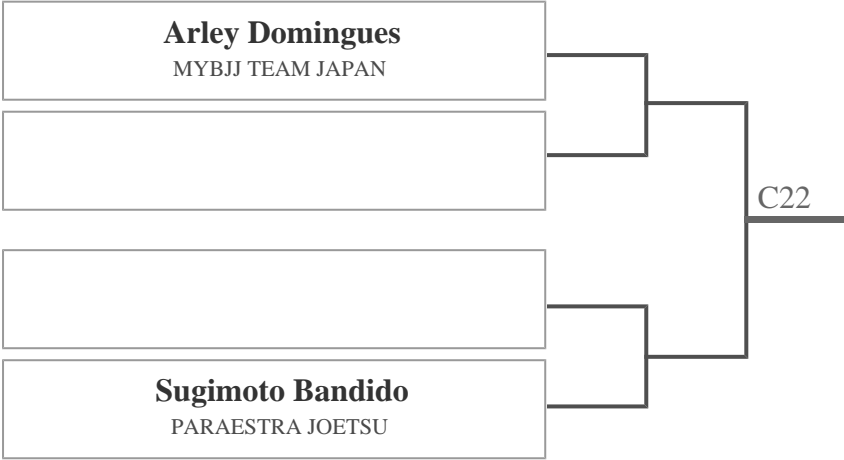 Arley Domingues
MYBJJ TEAM JAPAN
C22
Sugimoto Bandido
PARAESTRA JOETSU